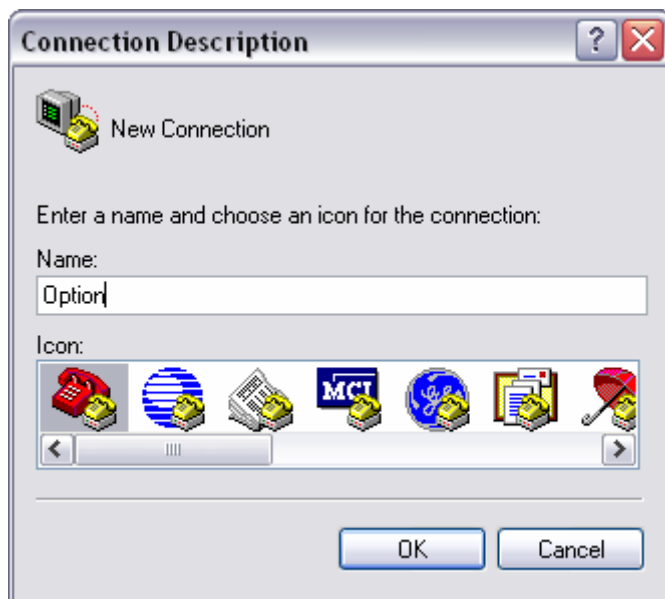 Connection Description
New Connection
Enter a name and choose an icon for the connection:
Name:
Option
Icon:
MCI
OK
Cancel